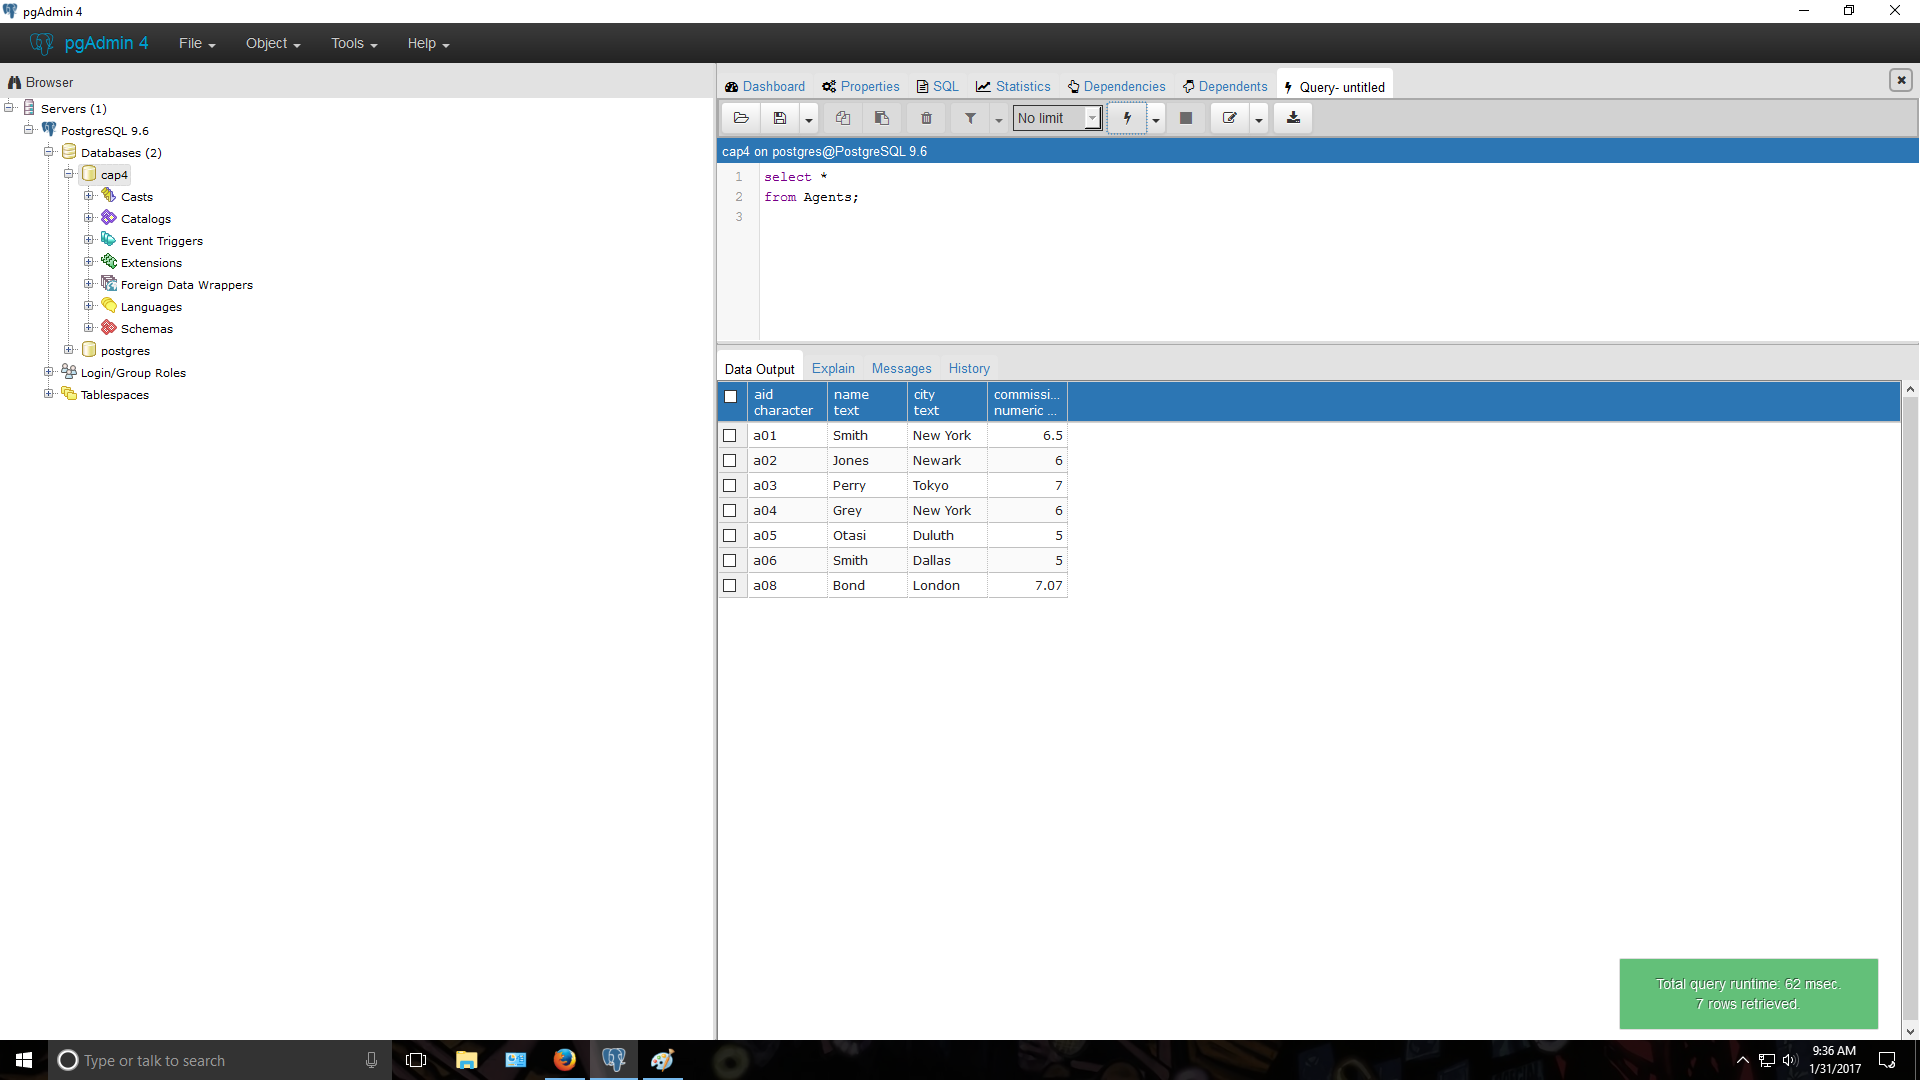 pgAdmin 4
pgAdmin 4 File Object Tools Help
Browser
Servers (1)
PostgreSQL 9.6
Databases (2)
cap4
Casts
Catalogs
Event Triggers
Extensions
Foreign Data Wrappers
Languages
Schemas
postgres
Login/Group Roles
Tablespaces
Dashboard Properties SQL Statistics Dependencies Dependents Query- untitled
No limit
cap4 on postgres@PostgreSQL 9.6
1 select *
2 from Agents;
3
Data Output Explain Messages History
aid name city commissi...
character text text numeric ...
a01 Smith New York 6.5
a02 Jones Newark 6
a03 Perry Tokyo 7
a04 Grey New York 6
a05 Otasi Duluth 5
a06 Smith Dallas 5
a08 Bond London 7.07
Total query runtime: 62 msec.
7 rows retrieved.
Type or talk to search
9:36 AM
1/31/2017